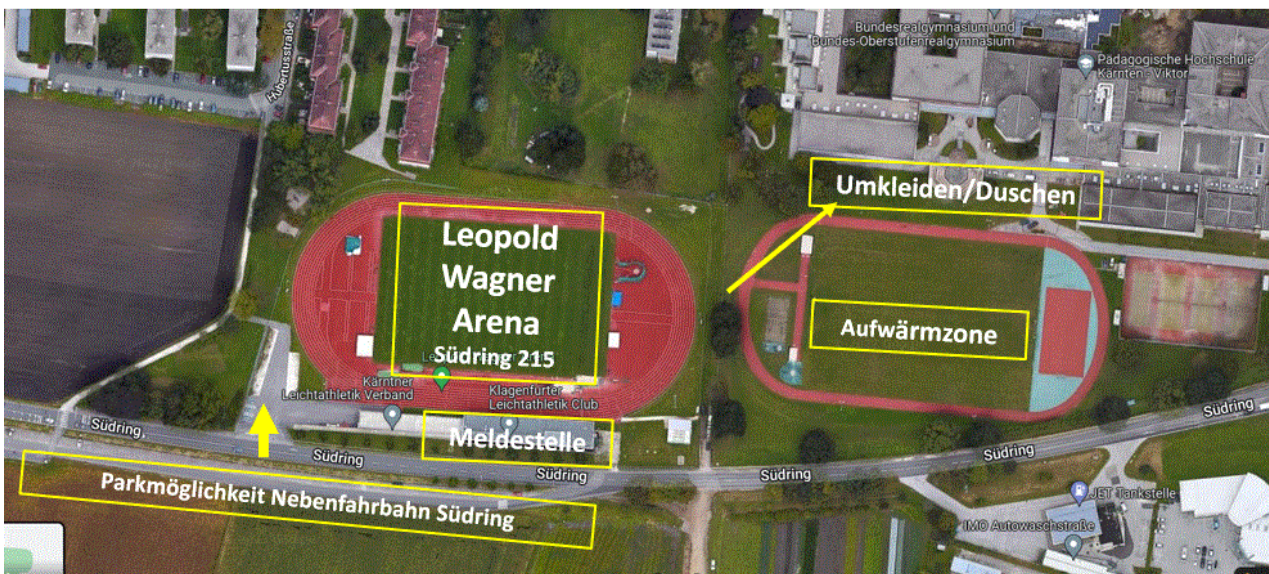 Hubertusstraße
Bundesrealgymnasium und
Bundes-Oberstufenrealgymnasium
Pädagogische Hochschule
Kärnten - Viktor
Umkleiden/Duschen
Leopold
Wagner
Arena
Südring 215
Aufwärmzone
Kärntner
Leichtathletik Verband
Klagenfurter
Leichtathletik Club
Meldestelle
Südring
Südring
Südring
Südring
Südring
Südring
Parkmöglichkeit Nebenfahrbahn Südring
JET Tankstelle
IMO Autowaschstraße